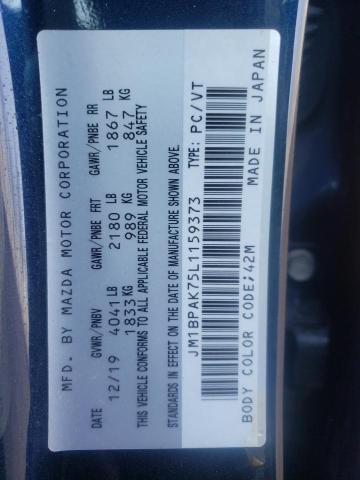 MFD. BY MAZDA MOTOR CORPORATION
GVWR/PNBV GAWR/PNBE FRT GAWR/PNBE RR
DATE
12/19 4041LB 2180 LB 1867 LB
1833KG 989 KG 847 KG
THIS VEHICLE CONFORMS TO ALL APPLICABLE FEDERAL MOTOR VEHICLE SAFETY
STANDARDS IN EFFECT ON THE DATE OF MANUFACTURE SHOWN ABOVE.
JM1BPAK75L1159373 TYPE: PC/VT
BODY COLOR CODE;42M MADE IN JAPAN